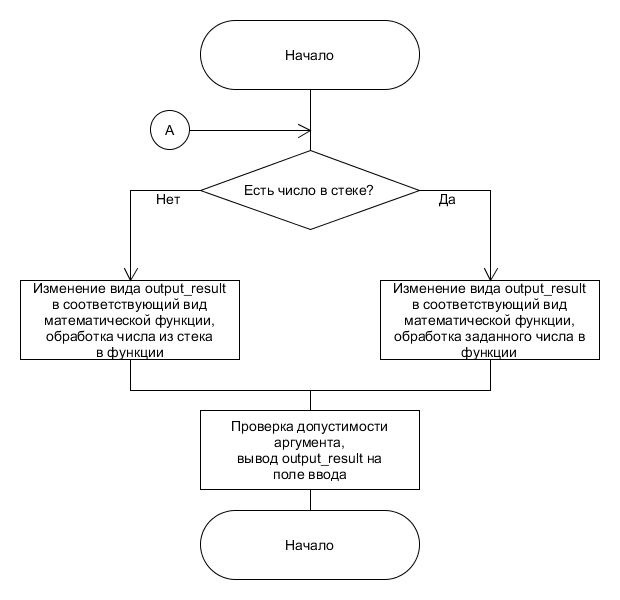 Начало
А
Есть число в стеке?
Нет
Да
Изменение вида output_result
в соответствующий вид
математической функции,
обработка числа из стека
в функции
Изменение вида output_result
в соответствующий вид
математической функции,
обработка заданного числа в
функции
Проверка допустимости
аргумента,
вывод output_result на
поле ввода
Начало